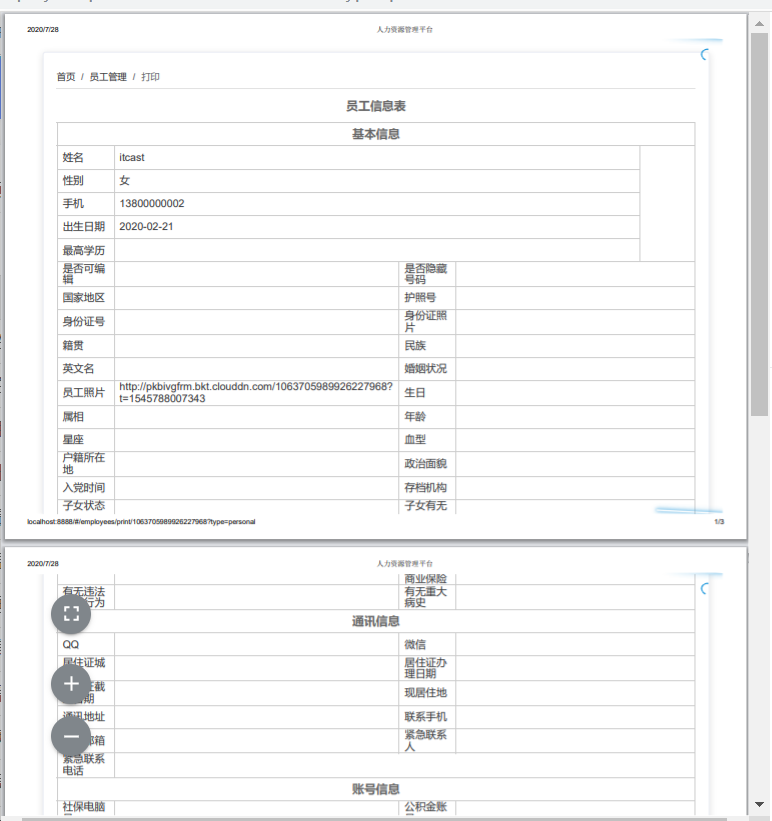 2020/7/28 人力资源管理平台
首页 / 员工管理 / 打印
员工信息表
基本信息
姓名 itcast
性别 女
手机 13800000002
出生日期 2020-02-21
最高学历
是否可编 是否隐藏
辑 号码
国家地区 护照号
身份证号 身份证照
片
籍贯 民族
英文名 婚姻状况
员工照片 http://pkbivgfrm.bkt.clouddn.com/1063705989926227968? 生日
t=1545788007343
属相 年龄
星座 血型
户籍所在 政治面貌
地
入党时间 存档机构
子女状态 子女有无
localhost:8888/#/employees/print/1063705989926227968?type=personal 1/3
2020/7/28 人力资源管理平台
商业保险
有无违法 有无重大
行为 病史
通讯信息
QQ 微信
居住证城 居住证办
理日期
证截 现居住地
期
通讯地址 联系手机
邮箱 紧急联系
人
紧急联系
电话
账号信息
社保电脑 公积金账